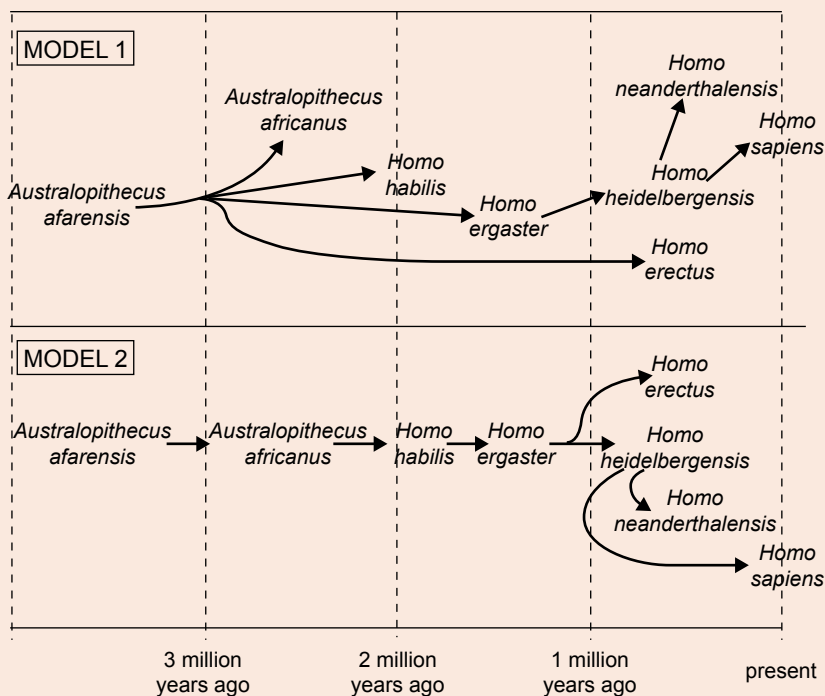 MODEL 1
Homo
neanderthalensis
Australopithecus
africanus
Homo
sapiens
Homo
habilis
Australopithecus
afarensis
Homo
heidelbergensis
Homo
ergaster
Homo
erectus
MODEL 2
Homo
erectus
Australopithecus
afarensis
Australopithecus
africanus
Homo
habilis
Homo
ergaster
Homo
heidelbergensis
Homo
neanderthalensis
Homo
sapiens
3 million
years ago
2 million
years ago
1 million
years ago
present